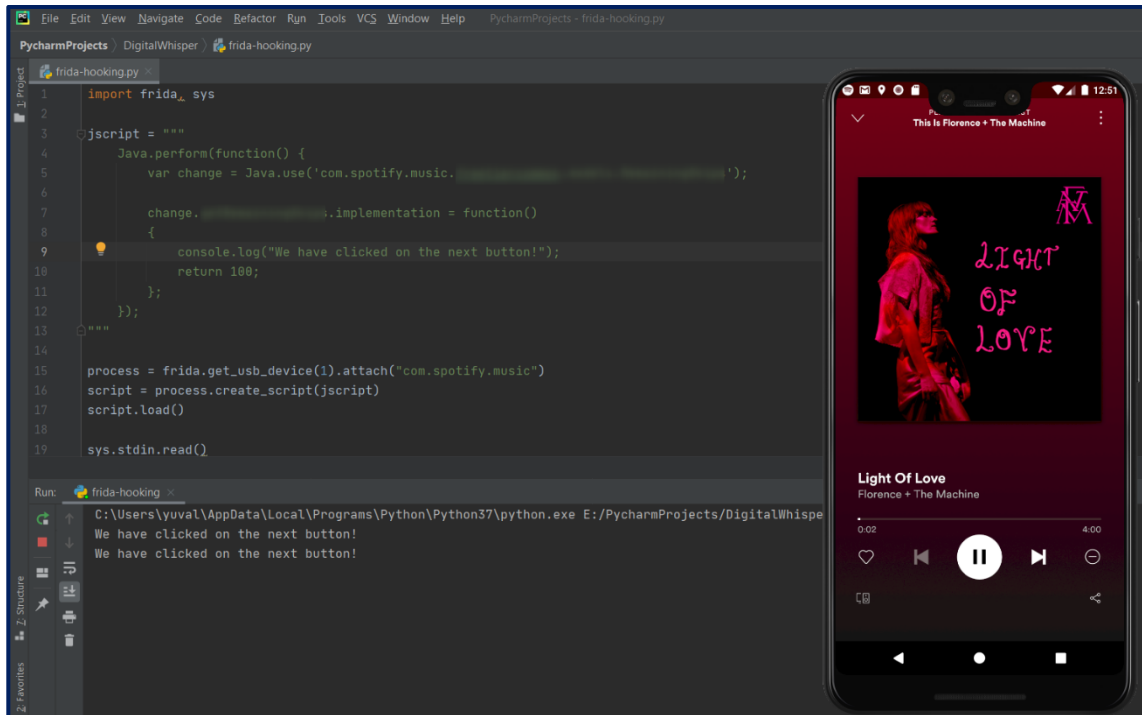 File Edit View Navigate Code Refactor Run Tools VCS Window Help PycharmProjects - frida-hooking.py
PycharmProjects DigitalWhisper frida-hooking.py
1: Project
frida-hooking.py
1 import frida, sys
2
3 jscript = """
4 Java.perform(function() {
5 var change = Java.use('com.spotify.music. ');
6
7 change. .implementation = function()
8 {
9 console.log("We have clicked on the next button!");
10 return 100;
11 };
12 });
13 """
14
15 process = frida.get_usb_device(1).attach("com.spotify.music")
16 script = process.create_script(jscript)
17 script.load()
18
19 sys.stdin.read()
Run: frida-hooking
C:\Users\yuval\AppData\Local\Programs\Python\Python37\python.exe E:/PycharmProjects/DigitalWhispe
We have clicked on the next button!
We have clicked on the next button!
Z: Structure
2: Favorites
12:51
This Is Florence + The Machine
LIGHT
OF
LOVE
Light Of Love
Florence + The Machine
0:02 4:00